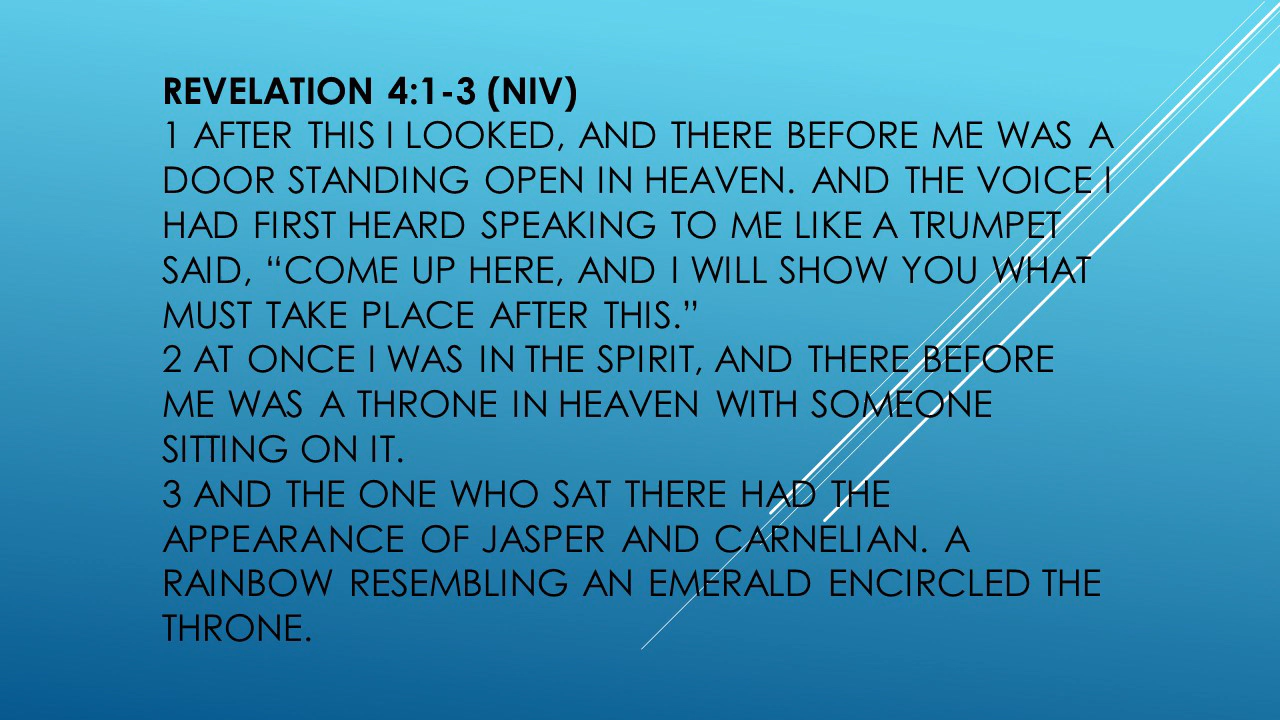 REVELATION 4:1-3 (NIV)
1 AFTER THIS I LOOKED, AND THERE BEFORE ME WAS A
DOOR STANDING OPEN IN HEAVEN. AND THE VOICE I
HAD FIRST HEARD SPEAKING TO ME LIKE A TRUMPET
SAID, “COME UP HERE, AND I WILL SHOW YOU WHAT
MUST TAKE PLACE AFTER THIS.”
2 AT ONCE I WAS IN THE SPIRIT, AND THERE BEFORE
ME WAS A THRONE IN HEAVEN WITH SOMEONE
SITTING ON IT.
3 AND THE ONE WHO SAT THERE HAD THE
APPEARANCE OF JASPER AND CARNELIAN. A
RAINBOW RESEMBLING AN EMERALD ENCIRCLED THE
THRONE.